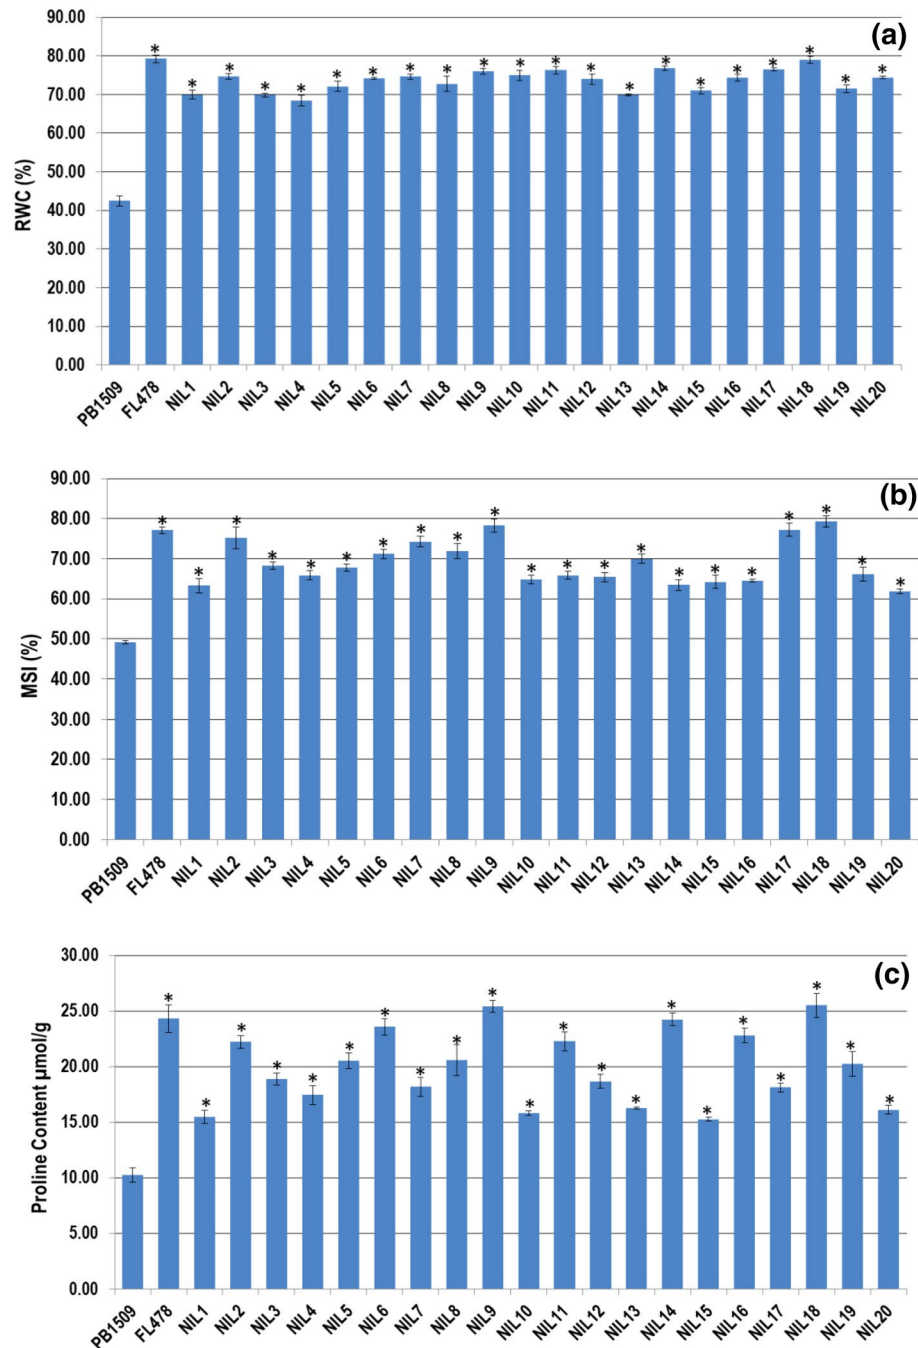 (a)
RWC (%)
90.00
80.00
70.00
60.00
50.00
40.00
30.00
20.00
10.00
0.00
PB1509 FL478 NIL1 NIL2 NIL3 NIL4 NIL5 NIL6 NIL7 NIL8 NIL9 NIL10 NIL11 NIL12 NIL13 NIL14 NIL15 NIL16 NIL17 NIL18 NIL19 NIL20
* * * * * * * * * * * * * * * * * * * * *
(b)
MSI (%)
90.00
80.00
70.00
60.00
50.00
40.00
30.00
20.00
10.00
0.00
PB1509 FL478 NIL1 NIL2 NIL3 NIL4 NIL5 NIL6 NIL7 NIL8 NIL9 NIL10 NIL11 NIL12 NIL13 NIL14 NIL15 NIL16 NIL17 NIL18 NIL19 NIL20
* * * * * * * * * * * * * * * * * * * * *
(c)
Proline Content µmol/g
30.00
25.00
20.00
15.00
10.00
5.00
0.00
PB1509 FL478 NIL1 NIL2 NIL3 NIL4 NIL5 NIL6 NIL7 NIL8 NIL9 NIL10 NIL11 NIL12 NIL13 NIL14 NIL15 NIL16 NIL17 NIL18 NIL19 NIL20
* * * * * * * * * * * * * * * * * * * * *